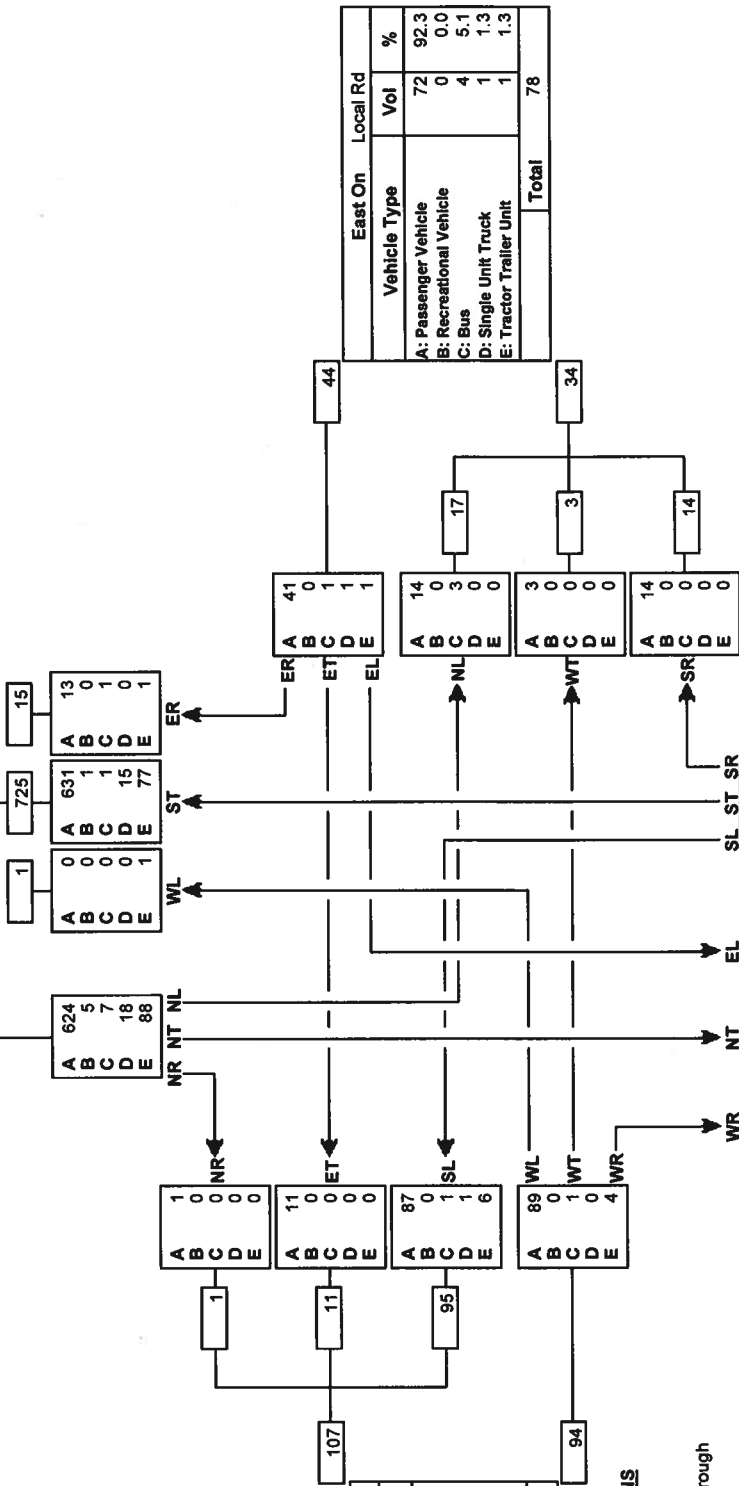 East On Local Rd
Vehicle Type Vol %
A: Passenger Vehicle 72 92.3
B: Recreational Vehicle 0 0.0
C: Bus 4 5.1
D: Single Unit Truck 1 1.3
E: Tractor Trailer Unit 1 1.3
Total 78
15
A 13
B 0
C 1
D 0
E 1
ER
725
A 631
B 1
C 1
D 15
E 77
ST
1
A 0
B 0
C 0
D 0
E 1
WL
A 624
B 5
C 7
D 18
E 88
NR NT NL
44
A 41
B 0
C 1
D 1
E 1
ER
ET
EL
34
17
A 14
B 0
C 3
D 0
E 0
NL
3
A 3
B 0
C 0
D 0
E 0
WT
14
A 14
B 0
C 0
D 0
E 0
SR
NR
A 1
B 0
C 0
D 0
E 0
1
ET
A 11
B 0
C 0
D 0
E 0
11
SL
A 87
B 0
C 1
D 1
E 6
95
107
WL
WT
WR
A 89
B 0
C 1
D 0
E 4
94
WR NT EL SL ST SR
NS
rough